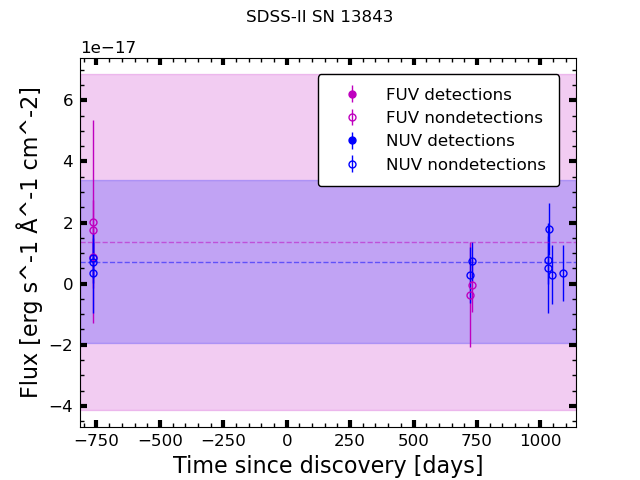 SDSS-II SN 13843
1e−17
Flux [erg s^-1 Å^-1 cm^-2]
6
4
2
0
−2
−4
FUV detections
FUV nondetections
NUV detections
NUV nondetections
−750 −500 −250 0 250 500 750 1000
Time since discovery [days]